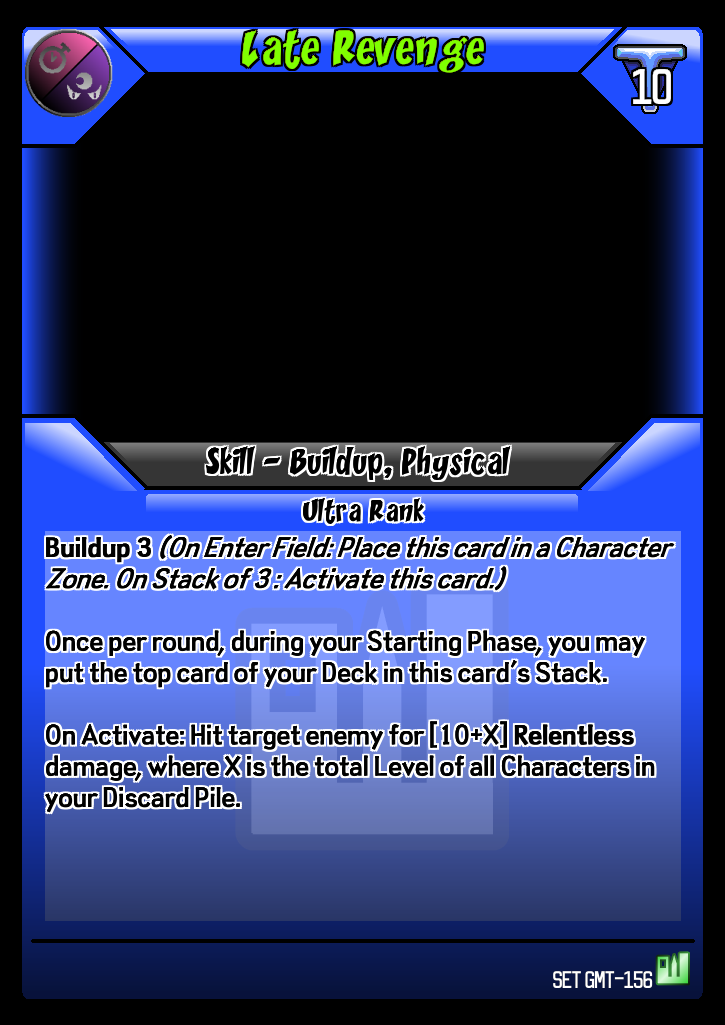 Late Revenge
10
Skill - Buildup, Physical
Ultra Rank
Buildup 3 (On Enter Field: Place this card in a Character
Zone. On Stack of 3 : Activate this card.)
Once per round, during your Starting Phase, you may
put the top card of your Deck in this card's Stack.
On Activate: Hit target enemy for [10+X] Relentless
damage, where X is the total Level of all Characters in
your Discard Pile.
SET GMT-156